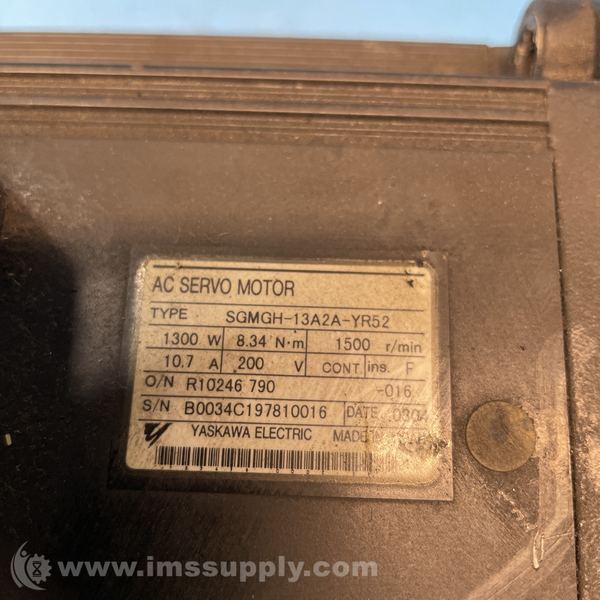 AC SERVO MOTOR
TYPE SGMGH-13A2A-YR52
1300 W 8.34 N·m 1500 r/min
10.7 A 200 V CONT. ins. F
O/N R10246 790 -016
S/N B0034C197810016 DATE
YASKAWA ELECTRIC MADE
www.imssupply.com